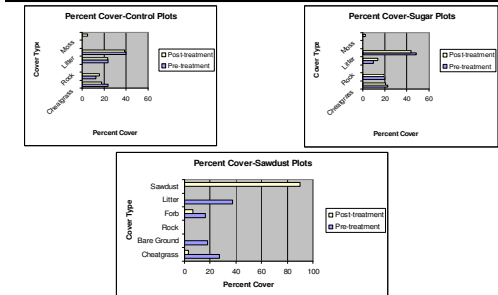 Percent Cover-Control Plots
Cover Type
Moss
Litter
Rock
Cheatgrass
0 20 40 60
Percent Cover
Post-treatment
Pre-treatment
Percent Cover-Sugar Plots
Cover Type
Moss
Litter
Rock
Cheatgrass
0 20 40 60
Percent Cover
Post-treatment
Pre-treatment
Percent Cover-Sawdust Plots
Cover Type
Sawdust
Litter
Forb
Rock
Bare Ground
Cheatgrass
0 20 40 60 80 100
Percent Cover
Post-treatment
Pre-treatment